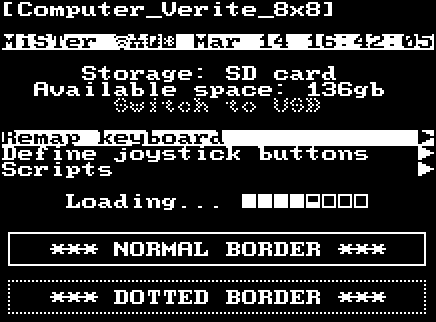 [Computer_Verite_8x8]
MiSTer Mar 14 16:42:05
Storage: SD card
Available space: 136gb
Switch to USB
Remap keyboard
Define joystick buttons
Scripts
Loading...
*** NORMAL BORDER ***
*** DOTTED BORDER ***